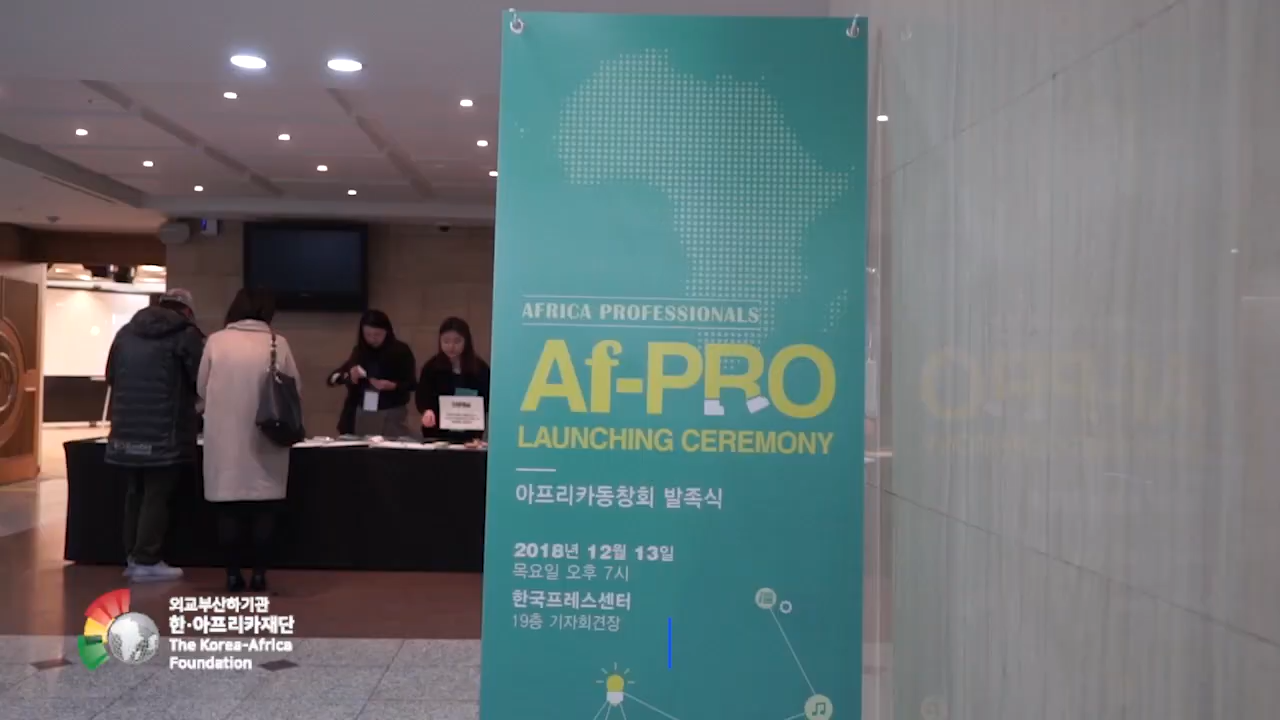 AFRICA PROFESSIONALS
Af-PRO
LAUNCHING CEREMONY
아프리카동창회 발족식
2018년 12월 13일
목요일 오후 7시
한국프레스센터
19층 기자회견장
외교부산하기관
한·아프리카재단
The Korea-Africa
Foundation